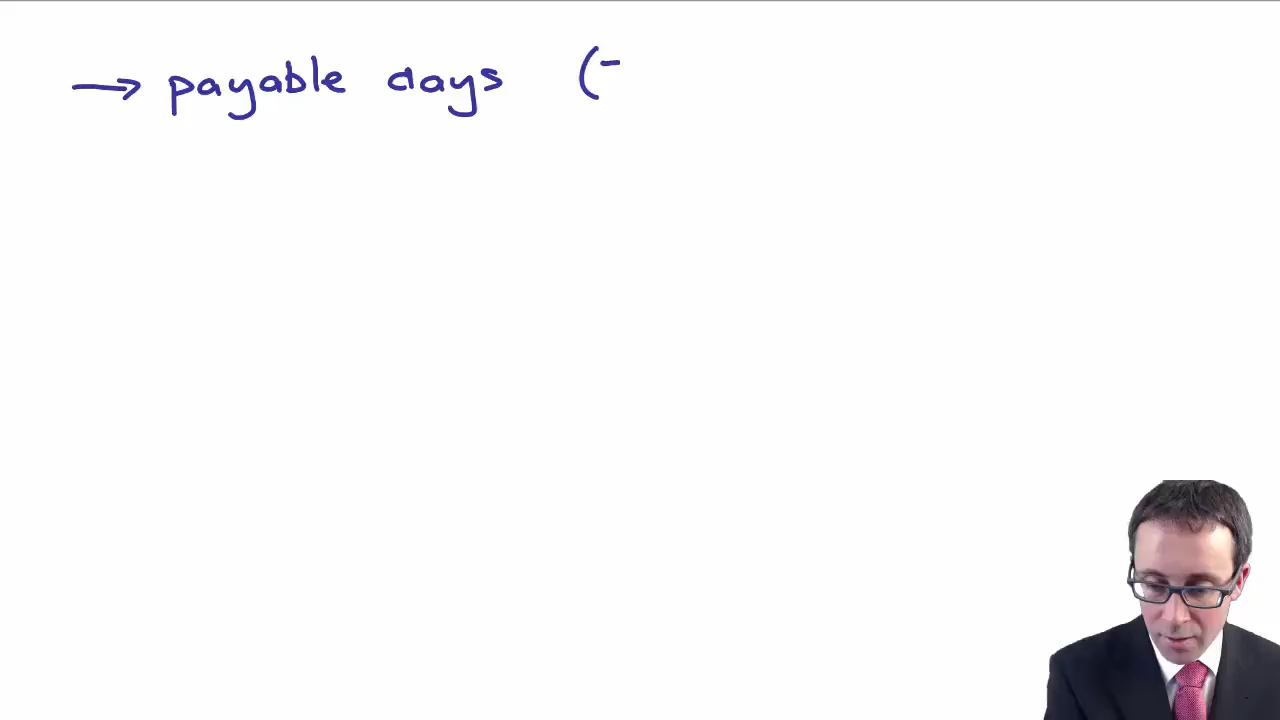 → payable days (-